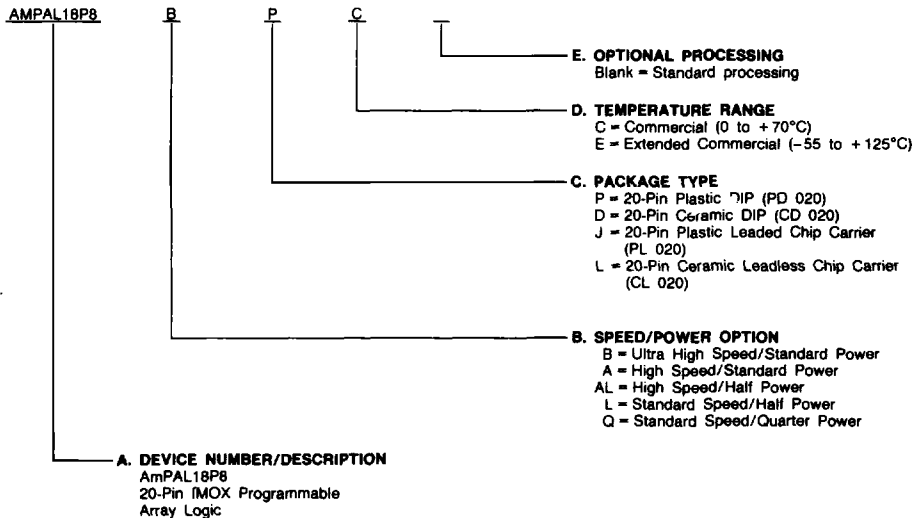 AMPAL18P8 B P C _
E. OPTIONAL PROCESSING
Blank = Standard processing
D. TEMPERATURE RANGE
C = Commercial (0 to +70°C)
E = Extended Commercial (-55 to +125°C)
C. PACKAGE TYPE
P = 20-Pin Plastic DIP (PD 020)
D = 20-Pin Ceramic DIP (CD 020)
J = 20-Pin Plastic Leaded Chip Carrier
(PL 020)
L = 20-Pin Ceramic Leadless Chip Carrier
(CL 020)
B. SPEED/POWER OPTION
B = Ultra High Speed/Standard Power
A = High Speed/Standard Power
AL = High Speed/Half Power
L = Standard Speed/Half Power
Q = Standard Speed/Quarter Power
A. DEVICE NUMBER/DESCRIPTION
AmPAL18P8
20-Pin IMOX Programmable
Array Logic